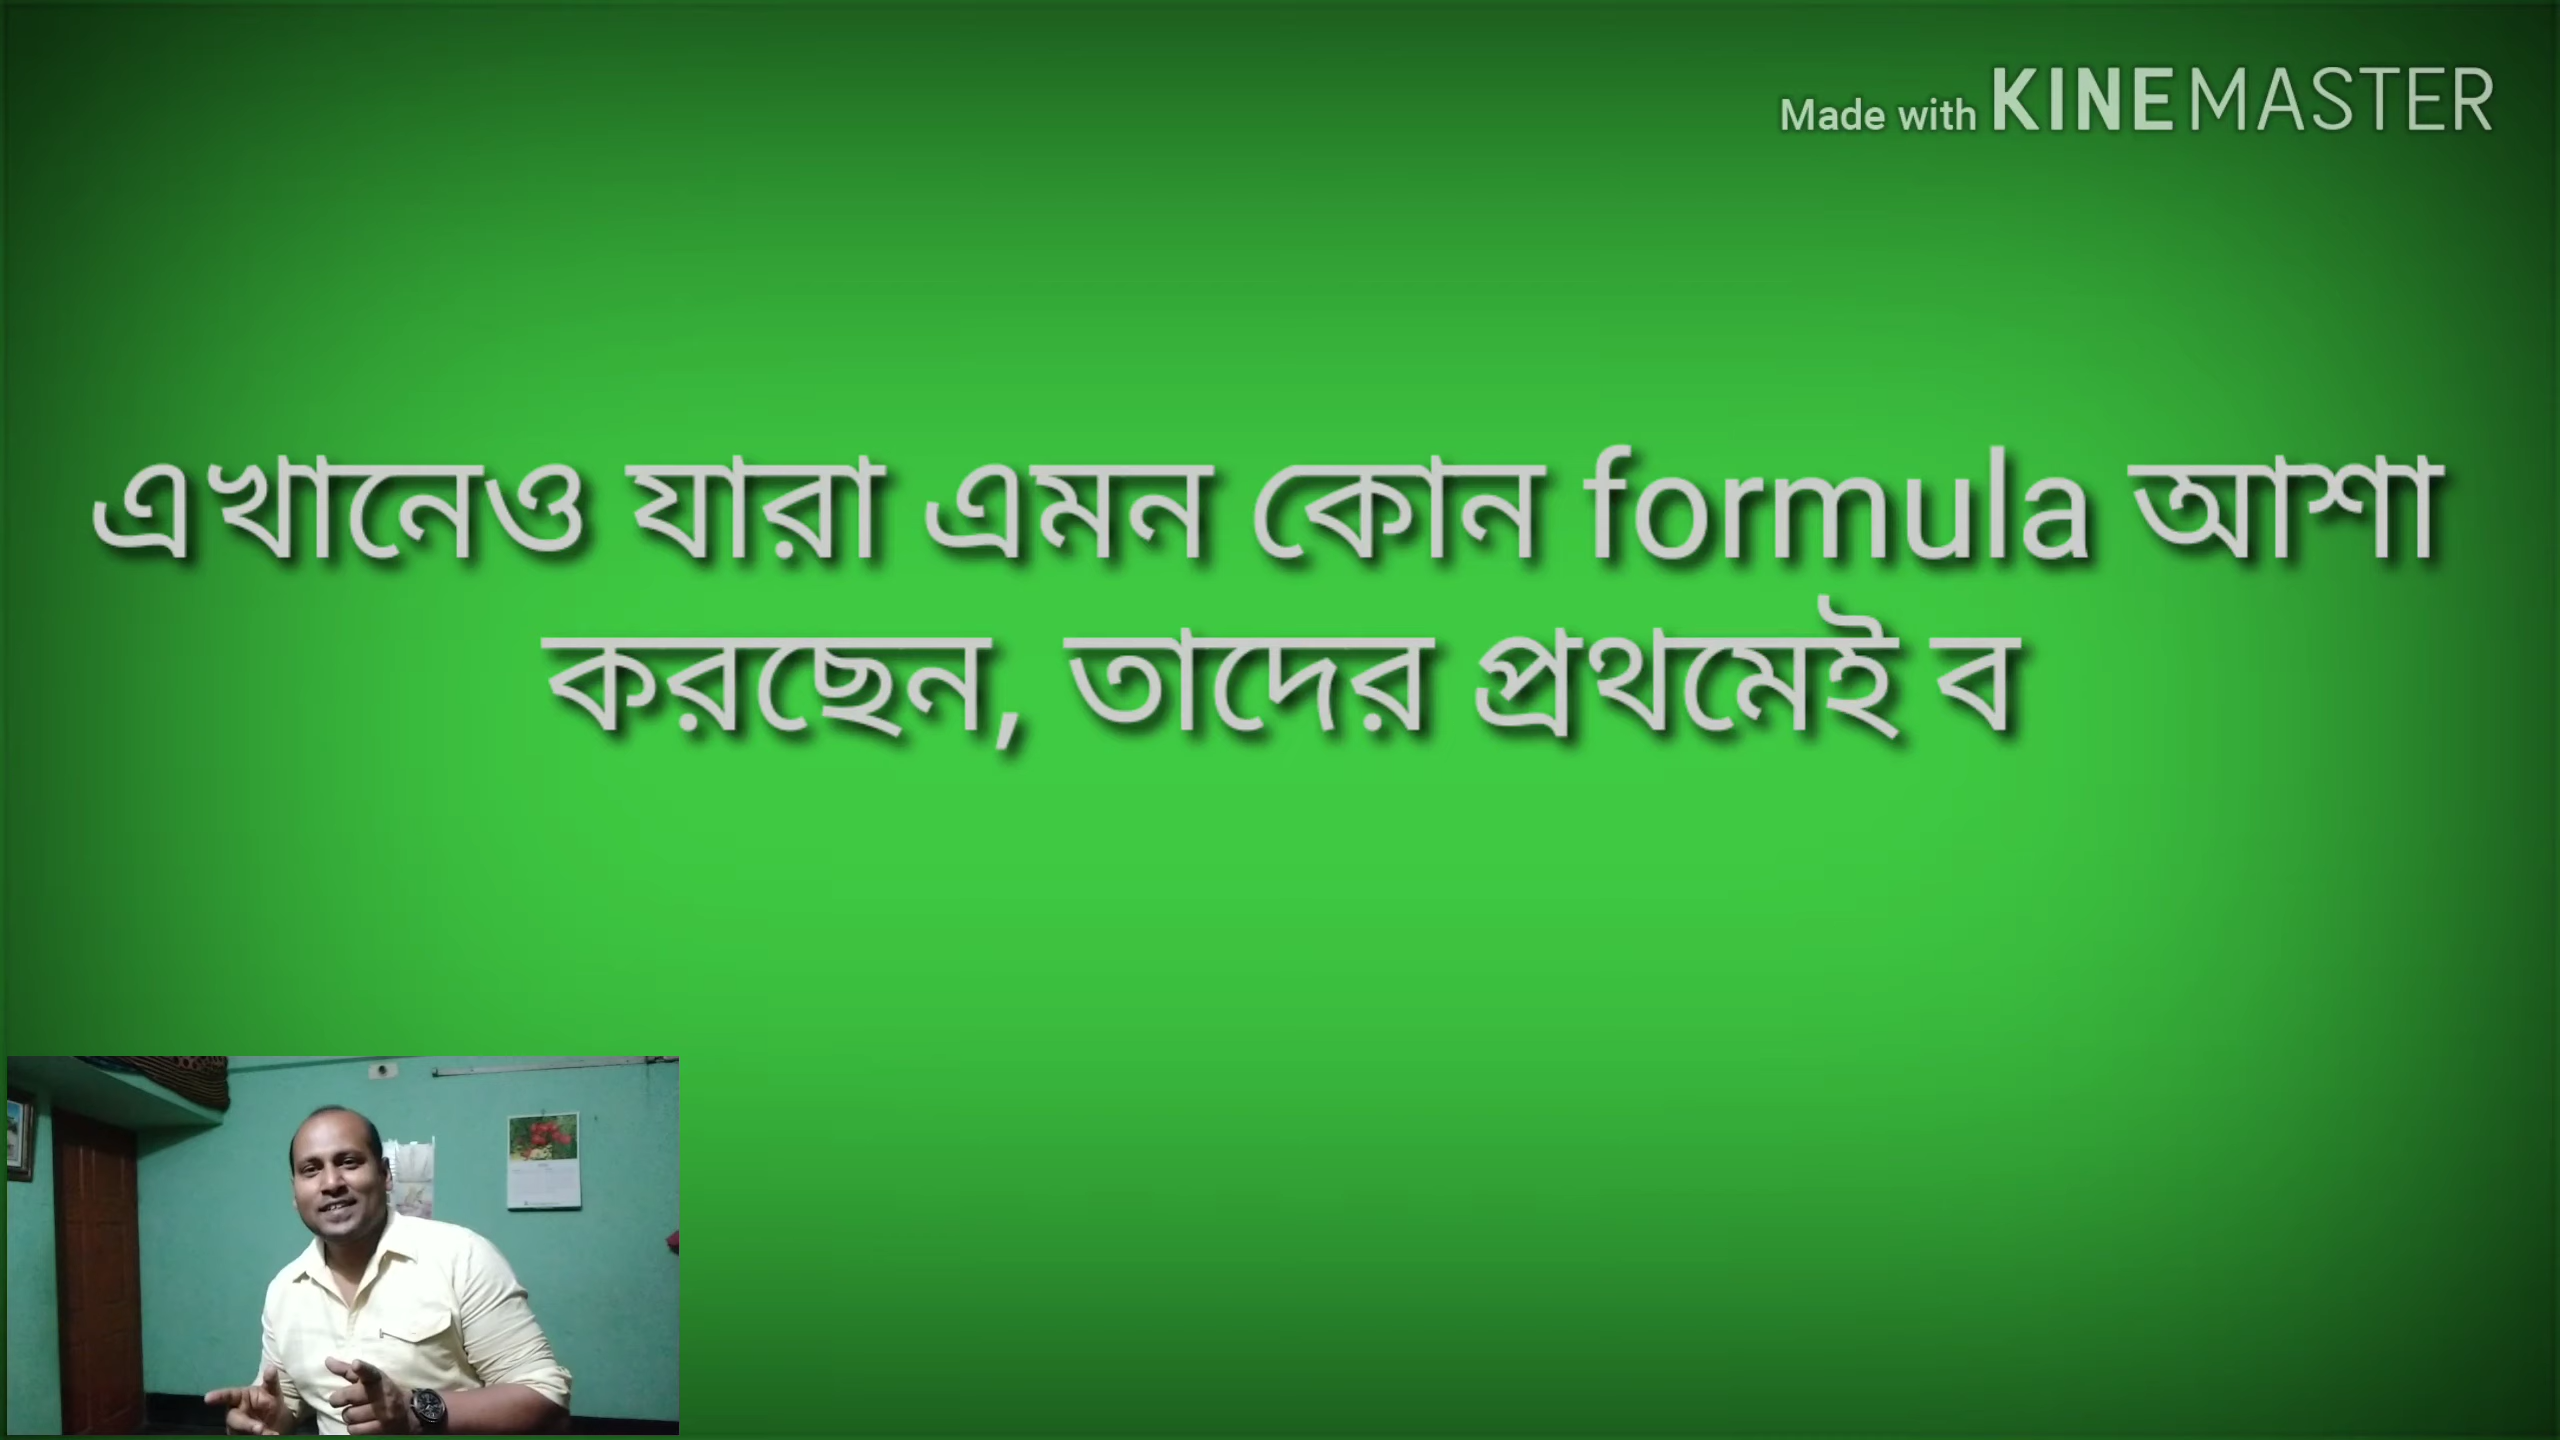 Made with KINEMASTER
এখানেও যারা এমন কোন formula আশা
করছেন, তাদের প্রথমেই ব